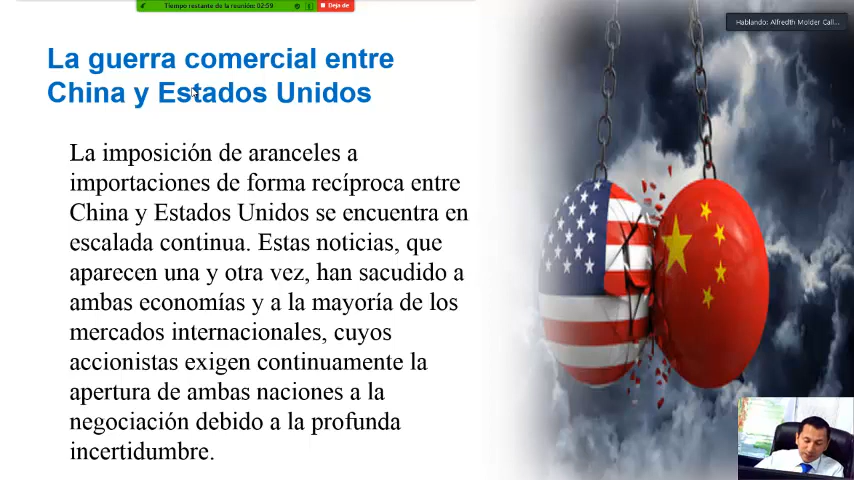 Tiempo restante de la reunión: 02:59
Deja de
Hablando: Alfredth Molder Call...
La guerra comercial entre
China y Estados Unidos
La imposición de aranceles a
importaciones de forma recíproca entre
China y Estados Unidos se encuentra en
escalada continua. Estas noticias, que
aparecen una y otra vez, han sacudido a
ambas economías y a la mayoría de los
mercados internacionales, cuyos
accionistas exigen continuamente la
apertura de ambas naciones a la
negociación debido a la profunda
incertidumbre.